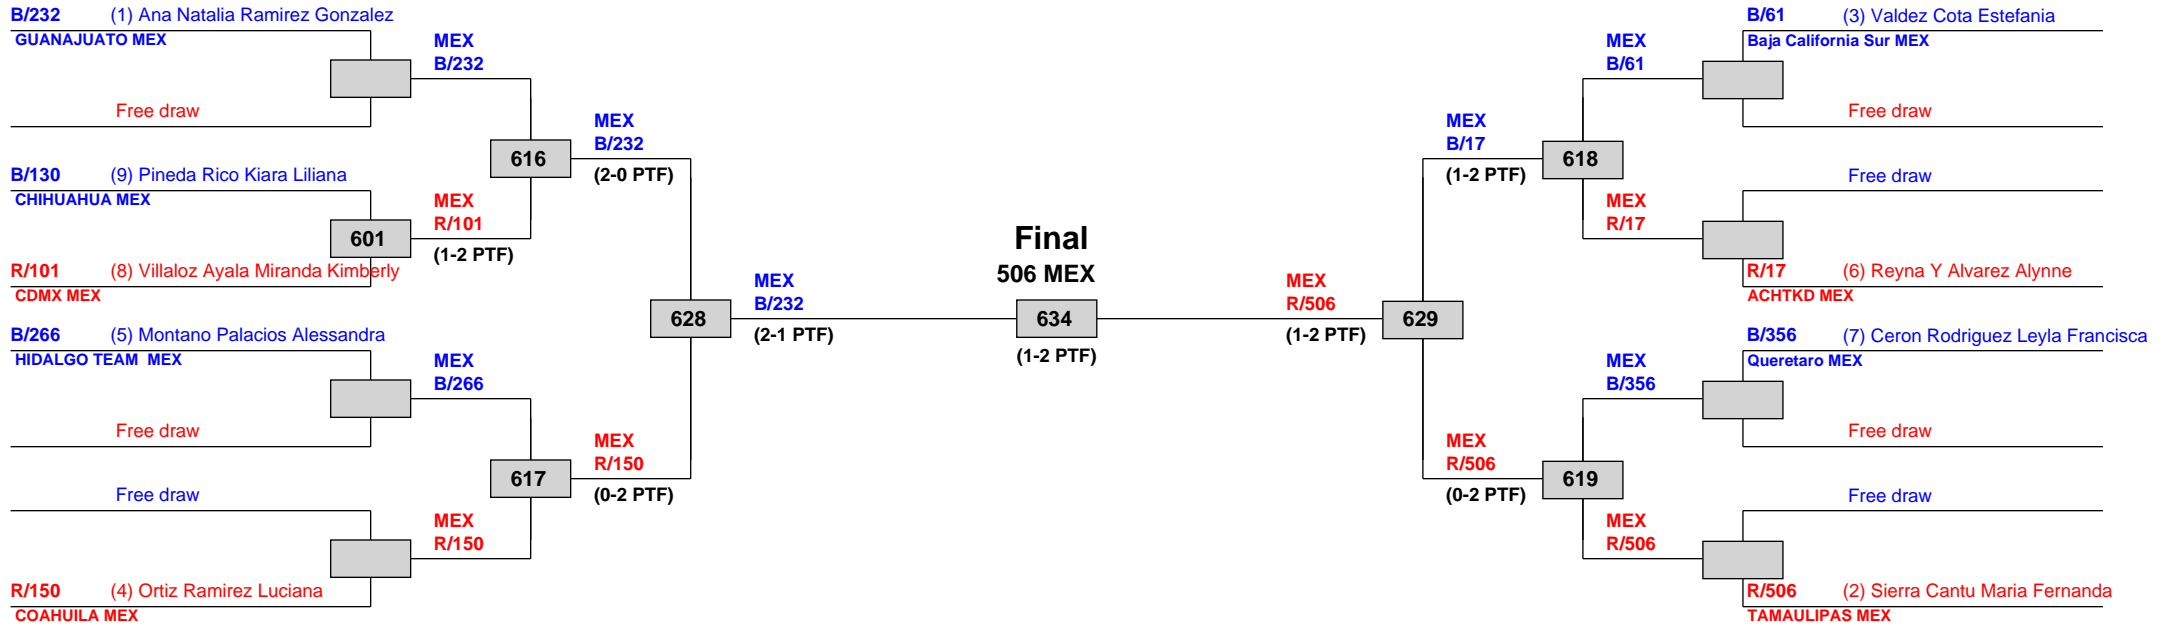 B/232 (1) Ana Natalia Ramirez Gonzalez
GUANAJUATO MEX
Free draw
B/130 (9) Pineda Rico Kiara Liliana
CHIHUAHUA MEX
R/101 (8) Villaloz Ayala Miranda Kimberly
CDMX MEX
B/266 (5) Montano Palacios Alessandra
HIDALGO TEAM MEX
Free draw
Free draw
R/150 (4) Ortiz Ramirez Luciana
COAHUILA MEX
601
MEX
B/232
MEX
R/101
(1-2 PTF)
MEX
B/266
MEX
R/150
616
617
MEX
B/232
(2-0 PTF)
MEX
R/150
(0-2 PTF)
628
MEX
B/232
(2-1 PTF)
Final
506 MEX
634
(1-2 PTF)
MEX
R/506
(1-2 PTF)
629
MEX
B/17
(1-2 PTF)
MEX
R/506
(0-2 PTF)
618
619
MEX
B/61
MEX
R/17
MEX
B/356
MEX
R/506
B/61 (3) Valdez Cota Estefania
Baja California Sur MEX
Free draw
Free draw
R/17 (6) Reyna Y Alvarez Alynne
ACHTKD MEX
B/356 (7) Ceron Rodriguez Leyla Francisca
Queretaro MEX
Free draw
Free draw
R/506 (2) Sierra Cantu Maria Fernanda
TAMAULIPAS MEX